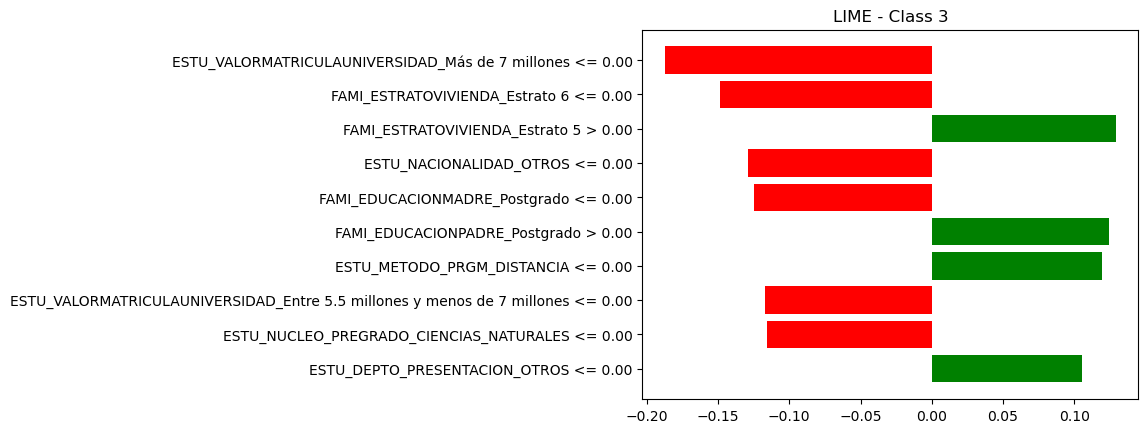 LIME - Class 3
ESTU_VALORMATRICULAUNIVERSIDAD_Más de 7 millones <= 0.00
FAMI_ESTRATOVIVIENDA_Estrato 6 <= 0.00
FAMI_ESTRATOVIVIENDA_Estrato 5 > 0.00
ESTU_NACIONALIDAD_OTROS <= 0.00
FAMI_EDUCACIONMADRE_Postgrado <= 0.00
FAMI_EDUCACIONPADRE_Postgrado > 0.00
ESTU_METODO_PRGM_DISTANCIA <= 0.00
ESTU_VALORMATRICULAUNIVERSIDAD_Entre 5.5 millones y menos de 7 millones <= 0.00
ESTU_NUCLEO_PREGRADO_CIENCIAS_NATURALES <= 0.00
ESTU_DEPTO_PRESENTACION_OTROS <= 0.00
−0.20 −0.15 −0.10 −0.05 0.00 0.05 0.10